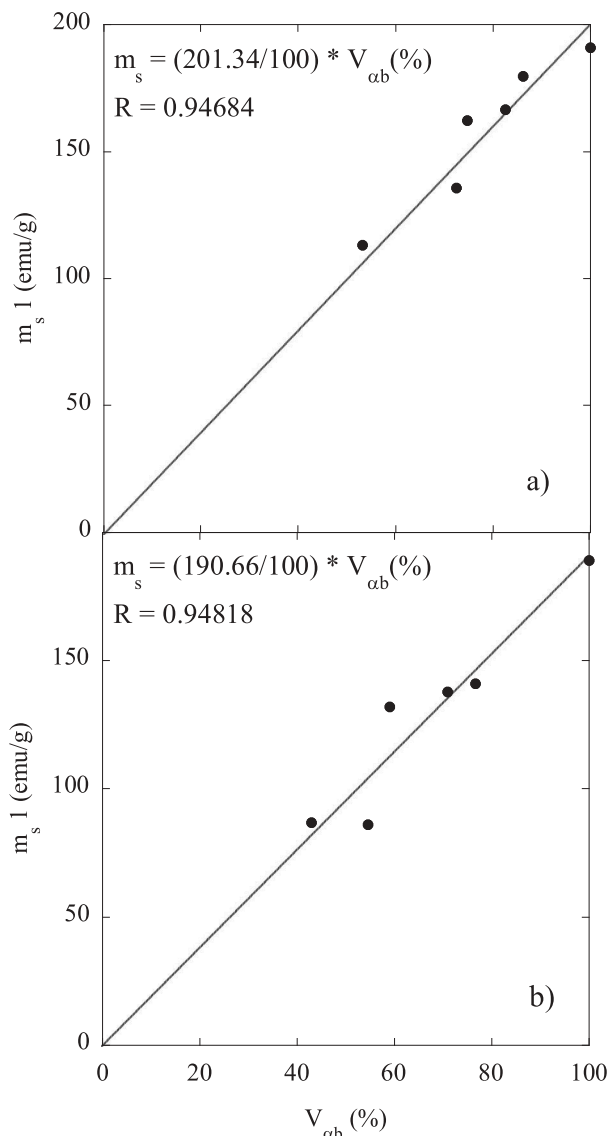 200
m_s = (201.34/100) * V_αb(%)
R = 0.94684
150
m_s 1 (emu/g)
100
50
a)
0
m_s = (190.66/100) * V_αb(%)
R = 0.94818
150
m_s 1 (emu/g)
100
50
b)
0
0 20 40 60 80 100
V_αb (%)